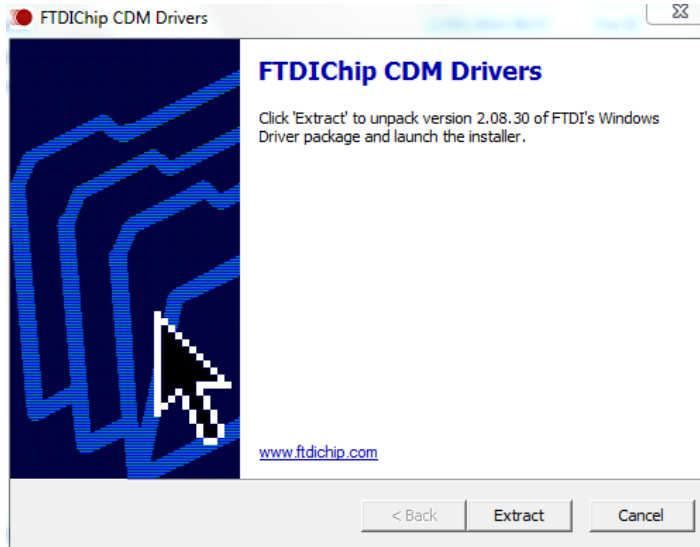 FTDIChip CDM Drivers
FTDIChip CDM Drivers
Click 'Extract' to unpack version 2.08.30 of FTDI's Windows
Driver package and launch the installer.
www.ftdichip.com
< Back
Extract
Cancel